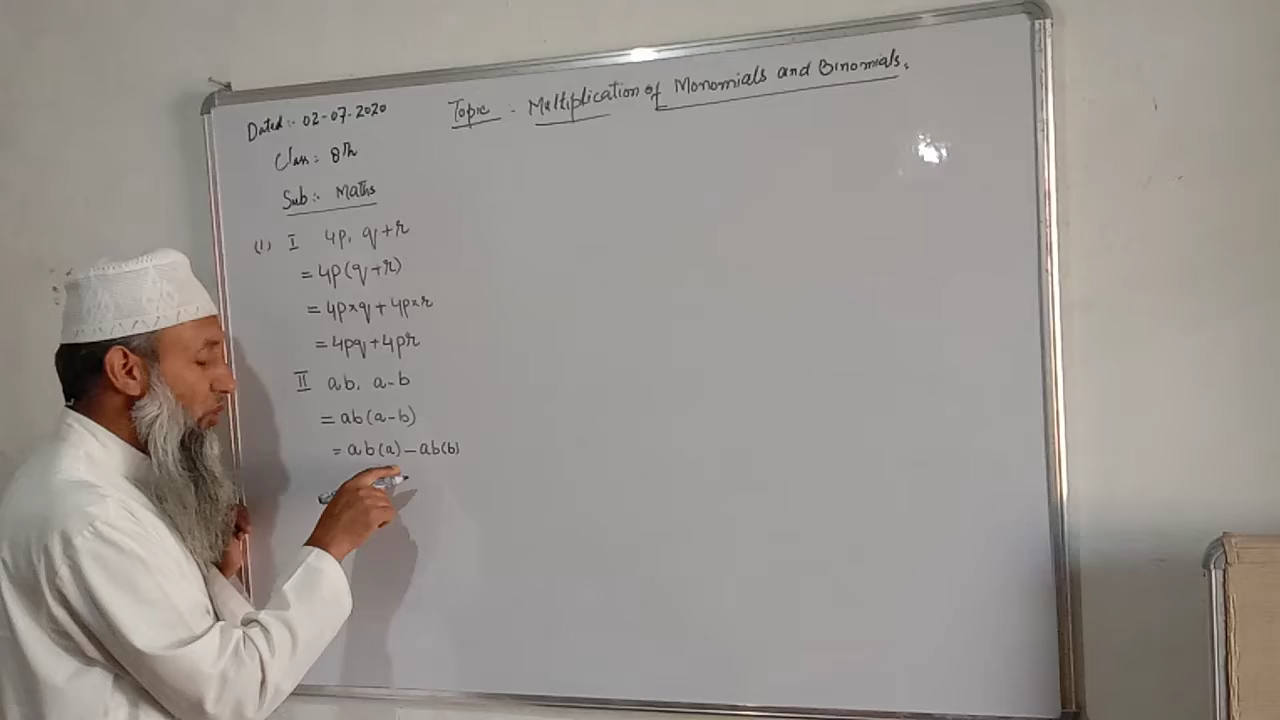 Dated:- 02-07-2020
Topic - Multiplication of Monomials and Binomials.
Class: 8th
Sub:- Maths
(1) I 4p, q+r
= 4p(q+r)
= 4p×q + 4p×r
= 4pq+4pr
II ab, a-b
= ab(a-b)
= ab(a) - ab(b)